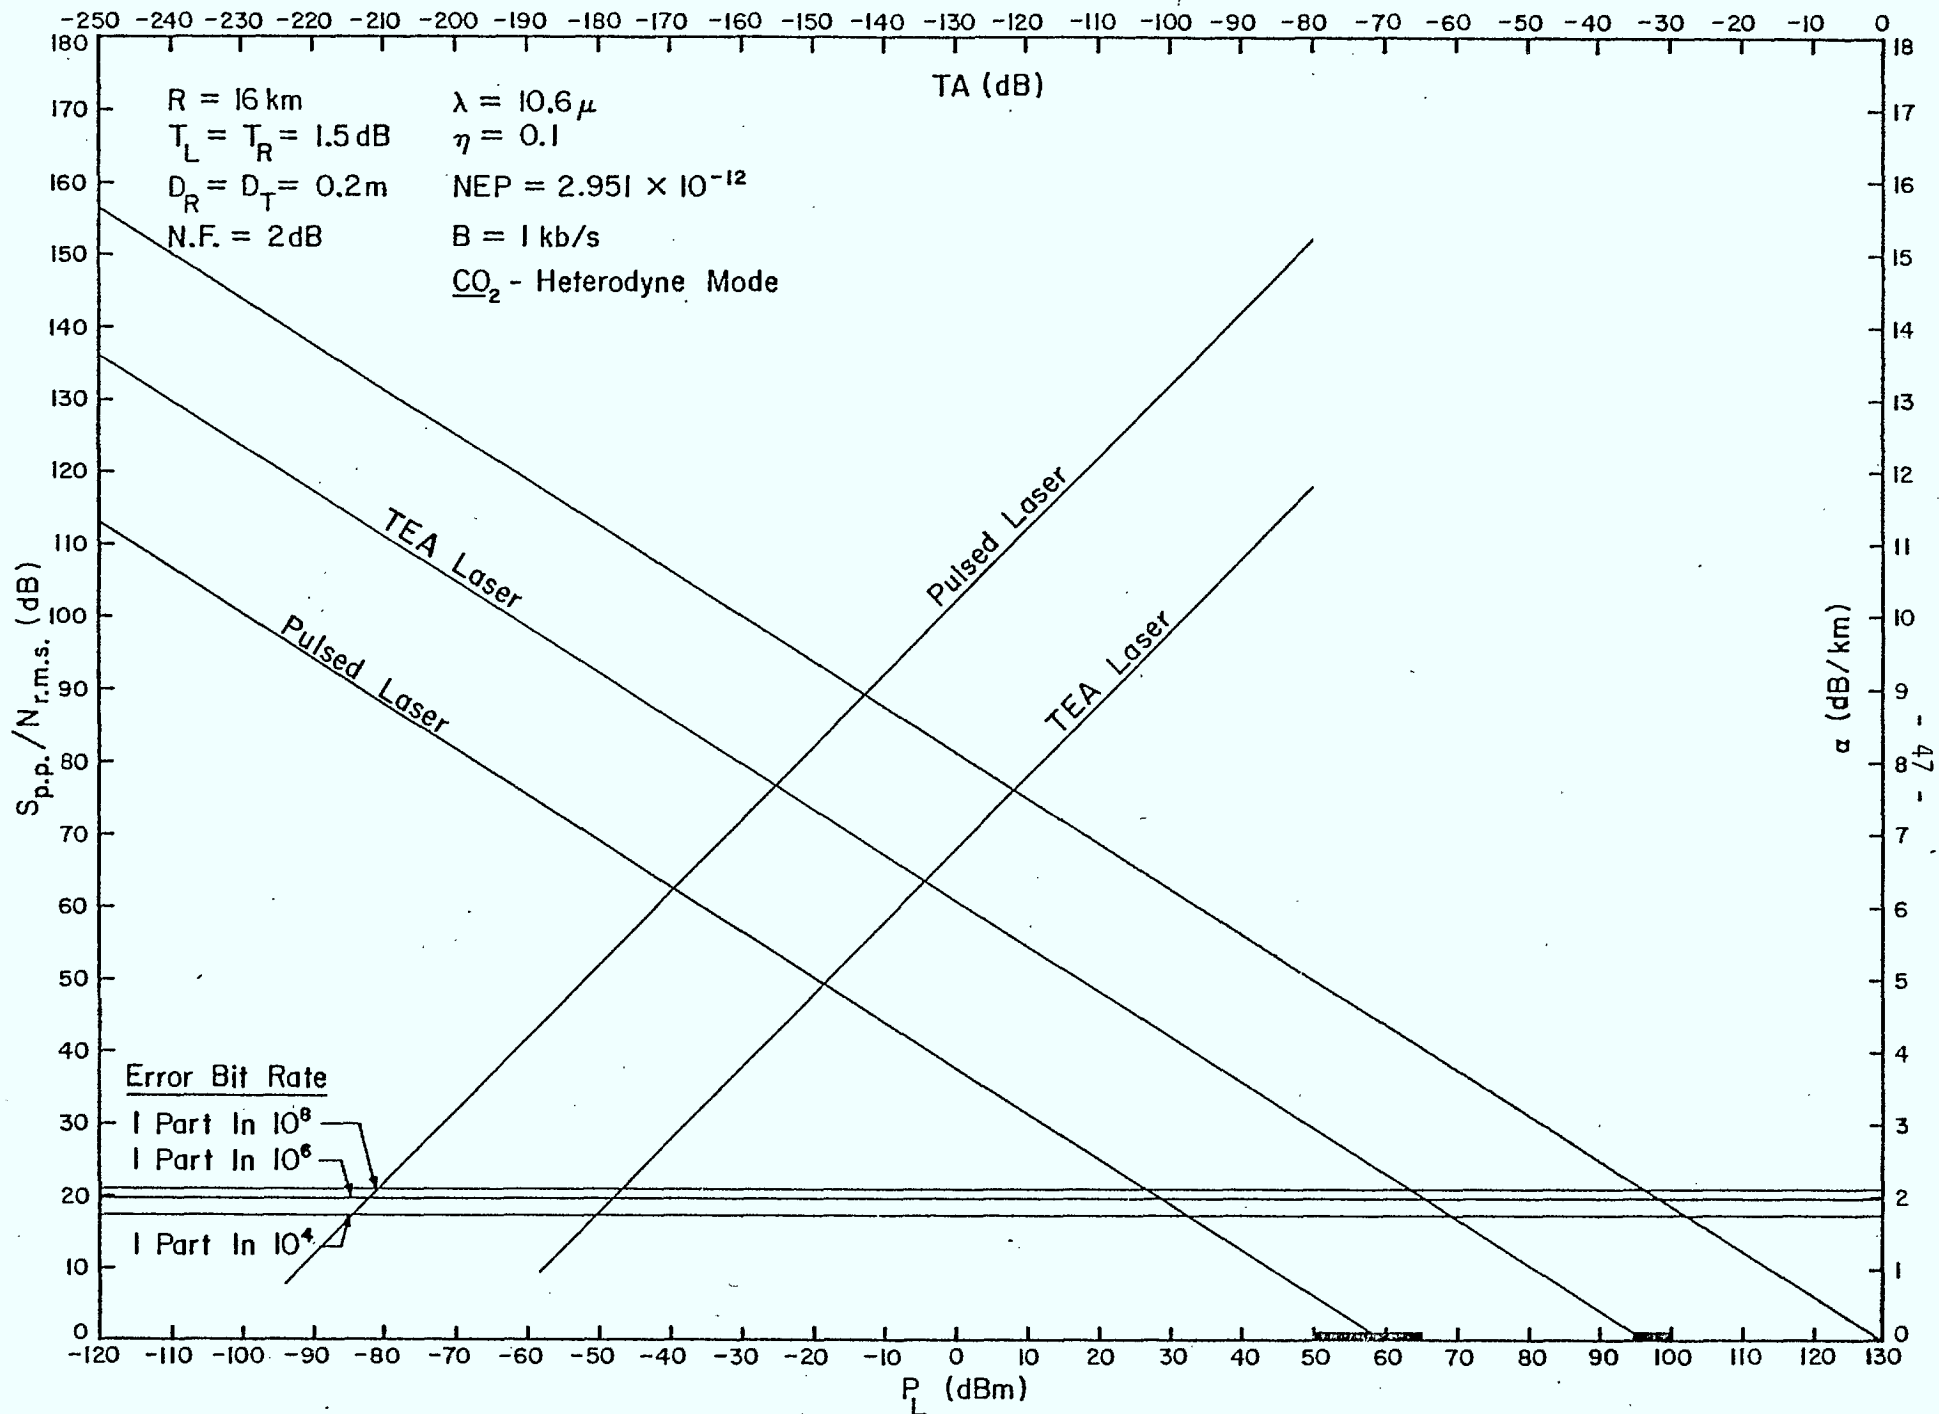 -250 -240 -230 -220 -210 -200 -190 -180 -170 -160 -150 -140 -130 -120 -110 -100 -90 -80 -70 -60 -50 -40 -30 -20 -10 0
TA (dB)
R = 16 km
T_L = T_R = 1.5 dB
D_R = D_T = 0.2 m
N.F. = 2 dB
λ = 10.6 μ
η = 0.1
NEP = 2.951 × 10⁻¹²
B = 1 kb/s
CO₂ - Heterodyne Mode
180
170
160
150
140
130
120
110
100
90
80
70
60
50
40
30
20
10
0
S_p.p./N_r.m.s. (dB)
TEA Laser
Pulsed Laser
Pulsed Laser
TEA Laser
Error Bit Rate
1 Part In 10⁸
1 Part In 10⁶
1 Part In 10⁴
18
17
16
15
14
13
12
11
10
9
8
7
6
5
4
3
2
1
0
α (dB/km)
- 47 -
-120 -110 -100 -90 -80 -70 -60 -50 -40 -30 -20 -10 0 10 20 30 40 50 60 70 80 90 100 110 120 130
P_L (dBm)